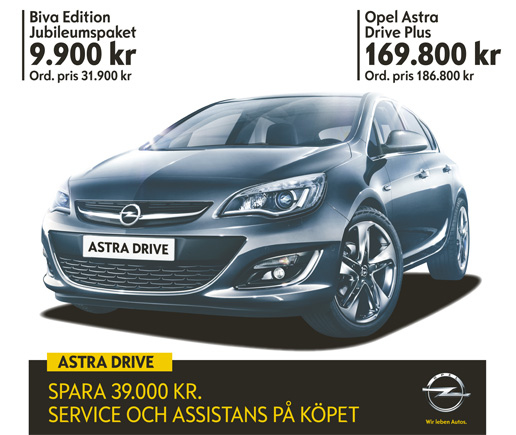 Biva Edition
Jubileumspaket
9.900 kr
Ord. pris 31.900 kr
Opel Astra
Drive Plus
169.800 kr
Ord. pris 186.800 kr
ASTRA DRIVE
ASTRA DRIVE
SPARA 39.000 KR.
SERVICE OCH ASSISTANS PÅ KÖPET
OPEL
Wir leben Autos.